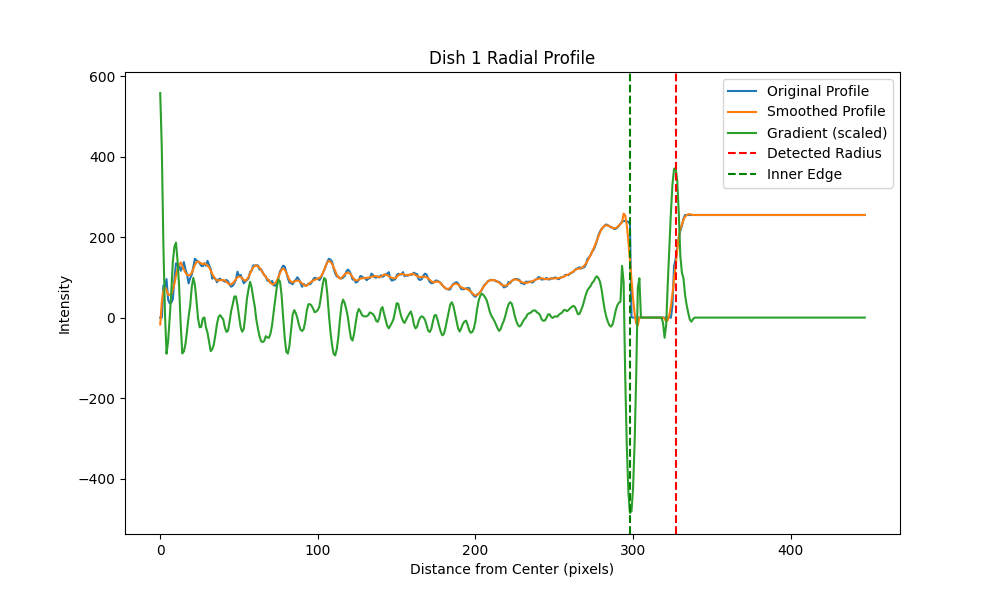 Dish 1 Radial Profile
600
400
200
0
−200
−400
Intensity
Original Profile
Smoothed Profile
Gradient (scaled)
Detected Radius
Inner Edge
0
100
200
300
400
Distance from Center (pixels)